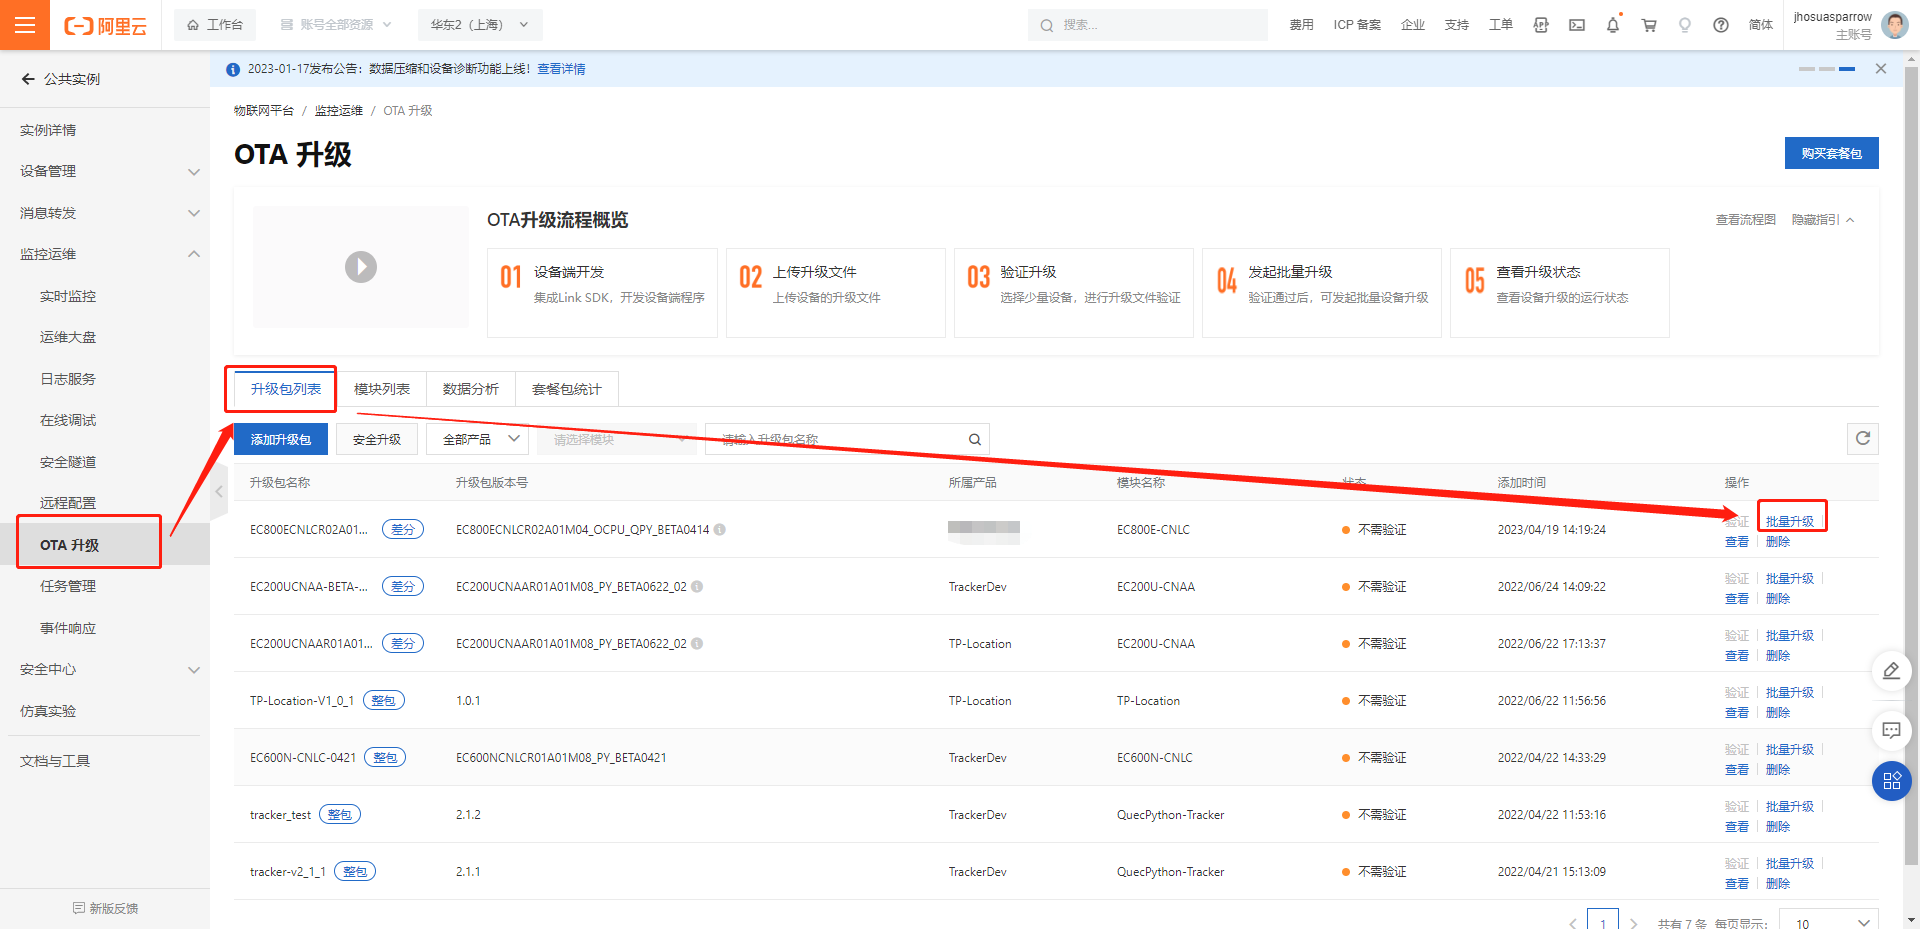 阿里云
工作台
账号全部资源
华东2（上海）
搜索...
费用
ICP 备案
企业
支持
工单
简体
jhosuasparrow
主账号
公共实例
实例详情
设备管理
消息转发
监控运维
实时监控
运维大盘
日志服务
在线调试
安全隧道
远程配置
OTA 升级
任务管理
事件响应
安全中心
仿真实验
文档与工具
新版反馈
2023-01-17发布公告：数据压缩和设备诊断功能上线！查看详情
物联网平台 / 监控运维 / OTA 升级
OTA 升级
购买套餐包
OTA升级流程概览
查看流程图 隐藏指引
01 设备端开发
集成Link SDK，开发设备端程序
02 上传升级文件
上传设备的升级文件
03 验证升级
选择少量设备，进行升级文件验证
04 发起批量升级
验证通过后，可发起批量设备升级
05 查看升级状态
查看设备升级的运行状态
升级包列表 模块列表 数据分析 套餐包统计
添加升级包 安全升级 全部产品 请选择模块 请输入升级包名称
升级包名称 升级包版本号 所属产品 模块名称 状态 添加时间 操作
EC800ECNLCR02A01... 差分 EC800ECNLCR02A01M04_OCPU_QPY_BETA0414 EC800E-CNLC 不需验证 2023/04/19 14:19:24 验证 批量升级
查看 删除
EC200UCNAA-BETA-... 差分 EC200UCNAAR01A01M08_PY_BETA0622_02 TrackerDev EC200U-CNAA 不需验证 2022/06/24 14:09:22 验证 批量升级
查看 删除
EC200UCNAAR01A01... 差分 EC200UCNAAR01A01M08_PY_BETA0622_02 TP-Location EC200U-CNAA 不需验证 2022/06/22 17:13:37 验证 批量升级
查看 删除
TP-Location-V1_0_1 整包 1.0.1 TP-Location TP-Location 不需验证 2022/06/22 11:56:56 验证 批量升级
查看 删除
EC600N-CNLC-0421 整包 EC600NCNLCR01A01M08_PY_BETA0421 TrackerDev EC600N-CNLC 不需验证 2022/04/22 14:33:29 验证 批量升级
查看 删除
tracker_test 整包 2.1.2 TrackerDev QuecPython-Tracker 不需验证 2022/04/22 11:53:16 验证 批量升级
查看 删除
tracker-v2_1_1 整包 2.1.1 TrackerDev QuecPython-Tracker 不需验证 2022/04/21 15:13:09 验证 批量升级
查看 删除
1 共有 7 条 每页显示: 10